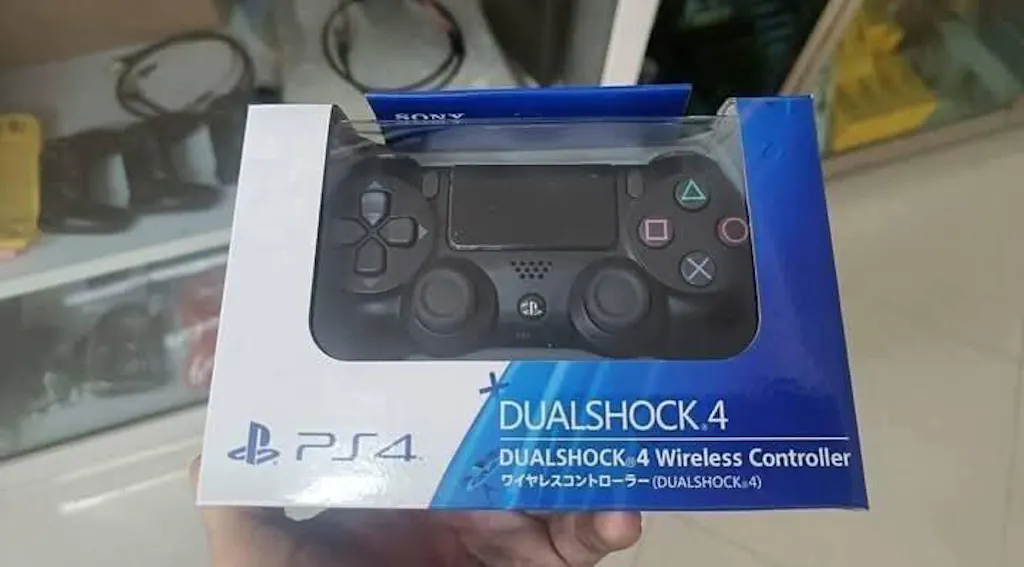 SONY
PS4
DUALSHOCK®4
DUALSHOCK®4 Wireless Controller
ワイヤレスコントローラー(DUALSHOCK®4)